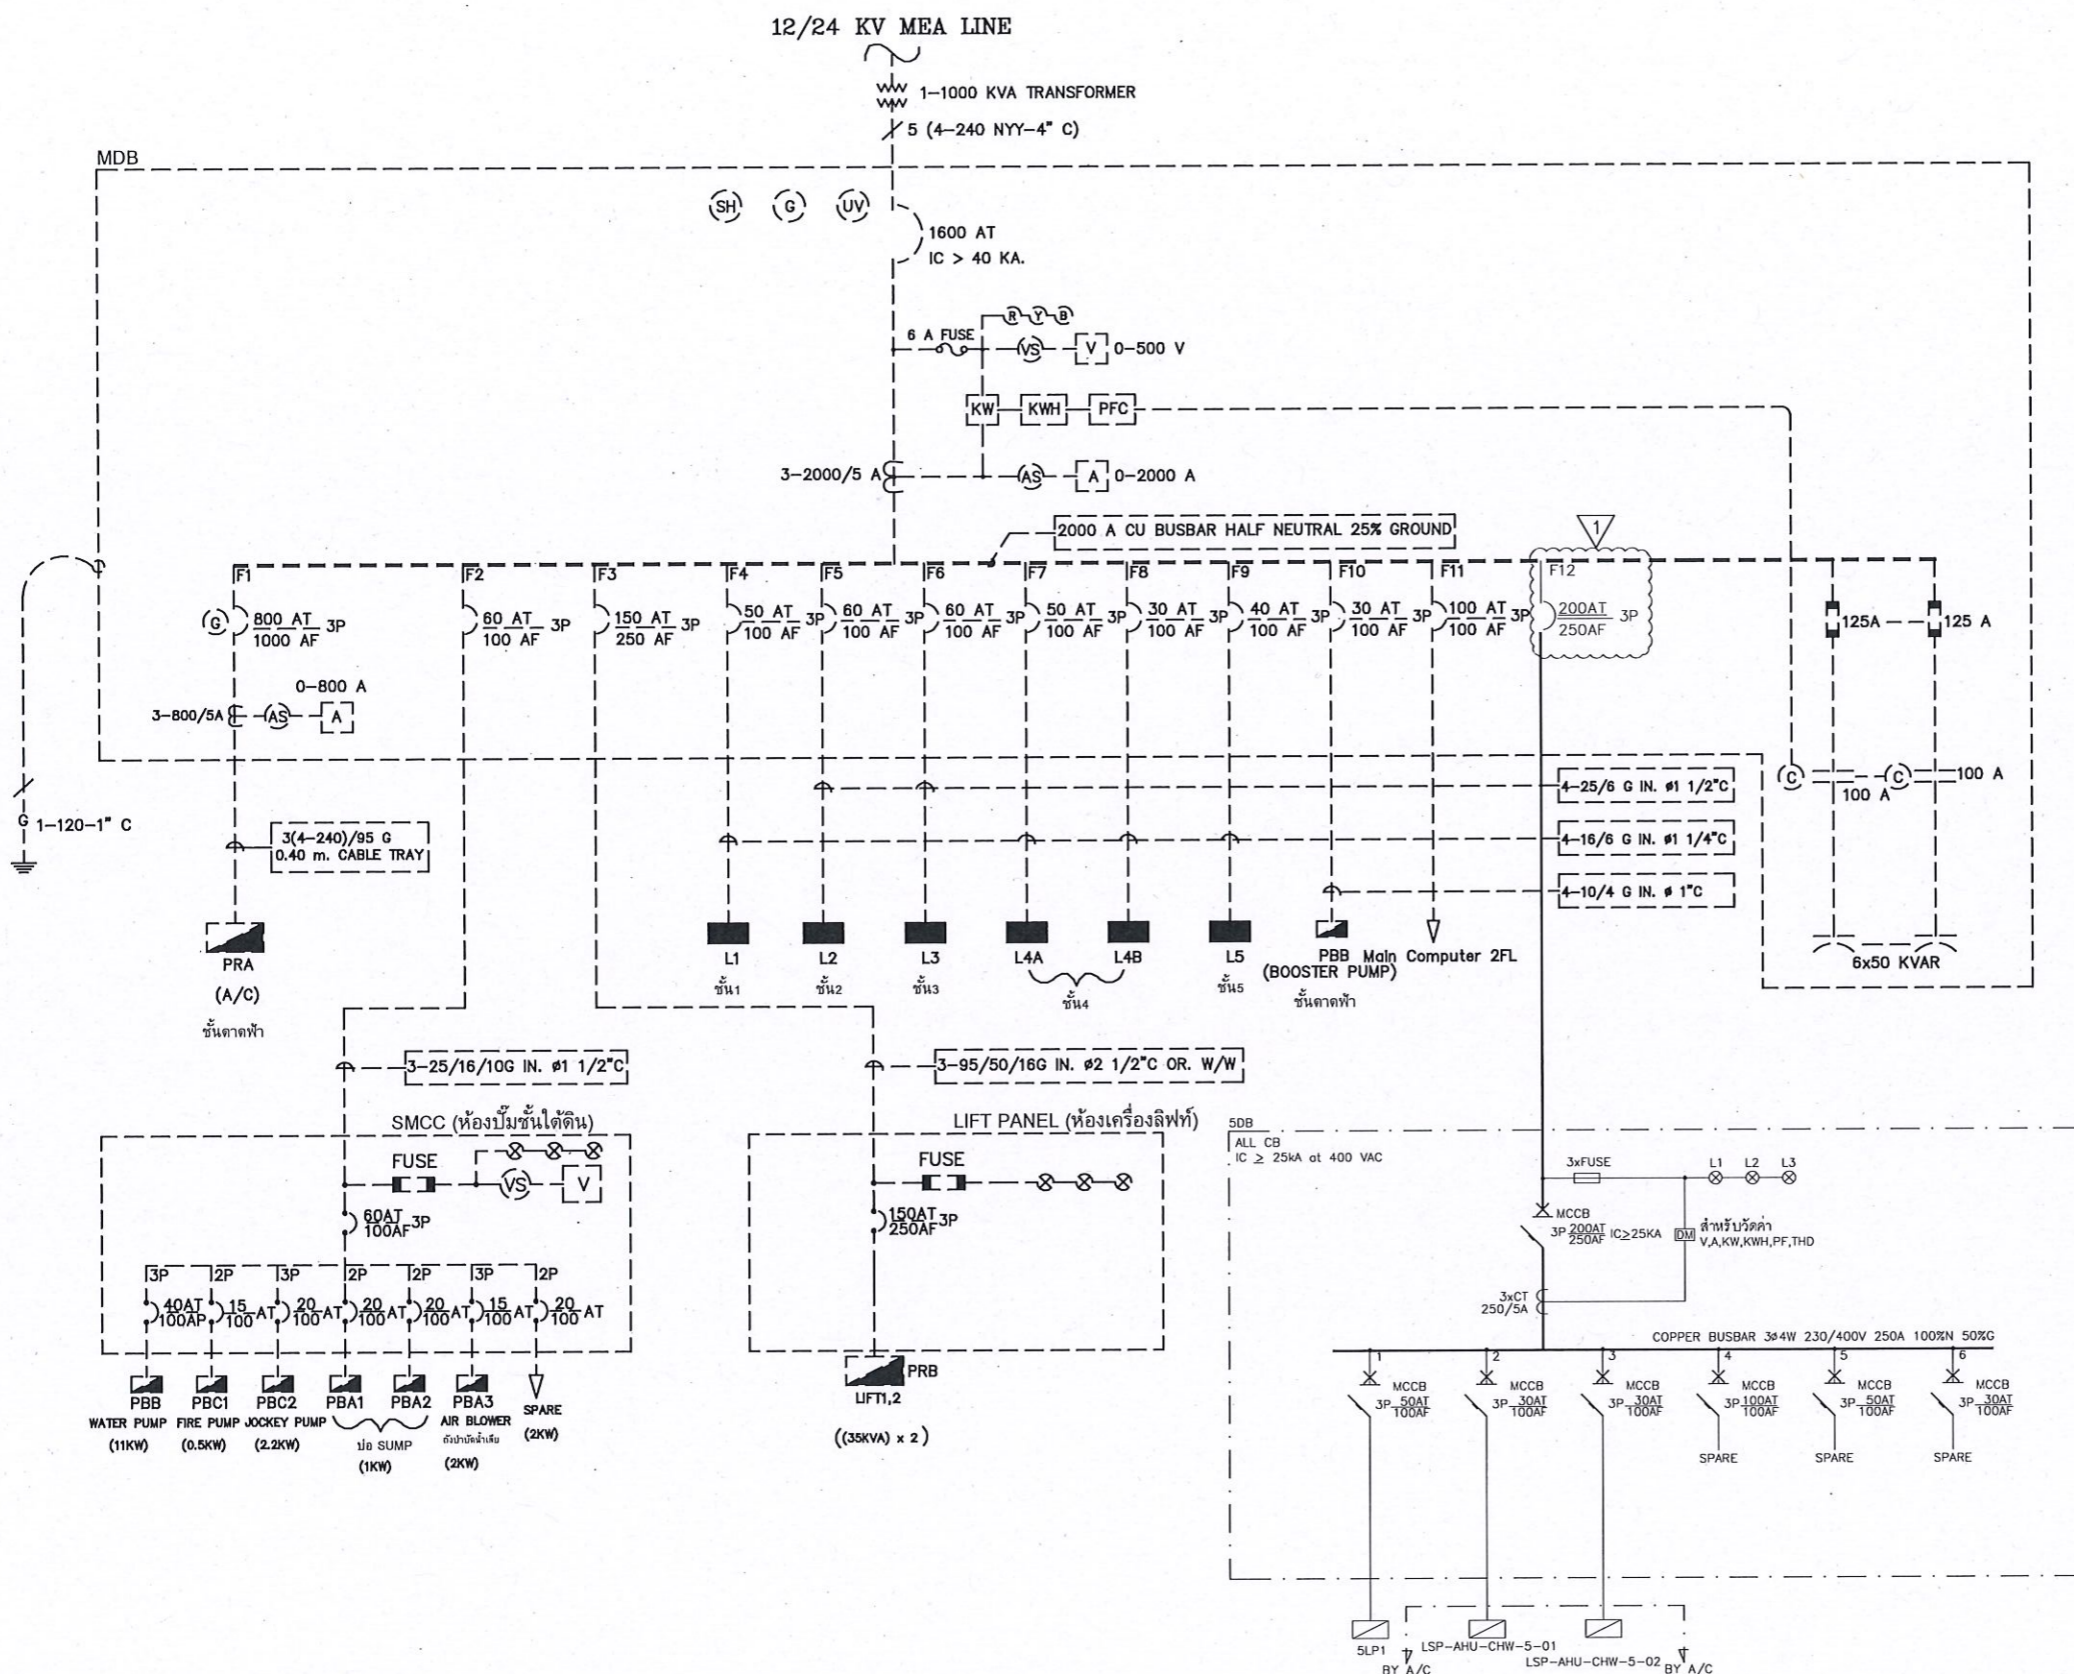 12/24 KV MEA LINE
1-1000 KVA TRANSFORMER
5 (4-240 NYY-4" C)
MDB
SH
G
UV
1600 AT
IC > 40 KA.
R Y B
6 A FUSE
VS
V
0-500 V
KW
KWH
PFC
3-2000/5 A
AS
A
0-2000 A
2000 A CU BUSBAR HALF NEUTRAL 25% GROUND
1
F1
F2
F3
F4
F5
F6
F7
F8
F9
F10
F11
F12
G
800 AT
1000 AF
3P
60 AT
100 AF
3P
150 AT
250 AF
3P
50 AT
100 AF
3P
60 AT
100 AF
3P
60 AT
100 AF
3P
50 AT
100 AF
3P
30 AT
100 AF
3P
40 AT
100 AF
3P
30 AT
100 AF
3P
100 AT
100 AF
3P
200AT
250AF
3P
125A
125 A
0-800 A
3-800/5A
AS
A
C
100 A
C
100 A
6x50 KVAR
G
1-120-1" C
3(4-240)/95 G
0.40 m. CABLE TRAY
4-25/6 G IN. ø1 1/2"C
4-16/6 G IN. ø1 1/4"C
4-10/4 G IN. ø 1"C
PRA
(A/C)
ชั้นดาดฟ้า
L1
ชั้น1
L2
ชั้น2
L3
ชั้น3
L4A
L4B
ชั้น4
L5
ชั้น5
PBB
(BOOSTER PUMP)
ชั้นดาดฟ้า
Main Computer 2FL
3-25/16/10G IN. ø1 1/2"C
3-95/50/16G IN. ø2 1/2"C OR. W/W
SMCC (ห้องปั๊มชั้นใต้ดิน)
FUSE
VS
V
60AT
100AF
3P
3P
2P
3P
2P
2P
3P
2P
40AT
100AP
15
100
AT
20
100
AT
20
100
AT
20
100
AT
15
100
AT
20
100
AT
PBB
WATER PUMP
(11KW)
PBC1
FIRE PUMP
(0.5KW)
PBC2
JOCKEY PUMP
(2.2KW)
PBA1
PBA2
บ่อ SUMP
(1KW)
PBA3
AIR BLOWER
ถังบำบัดน้ำเสีย
(2KW)
SPARE
(2KW)
LIFT PANEL (ห้องเครื่องลิฟท์)
FUSE
150AT
250AF
3P
PRB
LIFT1,2
((35KVA) x 2 )
5DB
ALL CB
IC ≥ 25kA at 400 VAC
3xFUSE
L1
L2
L3
MCCB
3P 200AT
250AF
IC≥25KA
DM
สำหรับวัดค่า
V,A,KW,KWH,PF,THD
3xCT
250/5A
COPPER BUSBAR 3ø4W 230/400V 250A 100%N 50%G
1
2
3
4
5
6
MCCB
3P 50AT
100AF
MCCB
3P 30AT
100AF
MCCB
3P 30AT
100AF
MCCB
3P 100AT
100AF
MCCB
3P 50AT
100AF
MCCB
3P 30AT
100AF
SPARE
SPARE
SPARE
5LP1
LSP-AHU-CHW-5-01
LSP-AHU-CHW-5-02
BY A/C
BY A/C